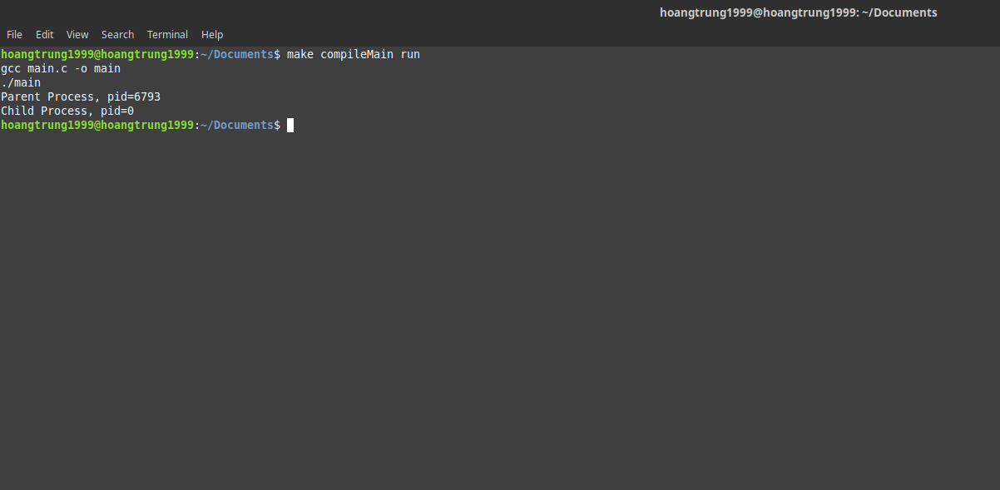 hoangtrung1999@hoangtrung1999: ~/Documents
File Edit View Search Terminal Help
hoangtrung1999@hoangtrung1999:~/Documents$ make compileMain run
gcc main.c -o main
./main
Parent Process, pid=6793
Child Process, pid=0
hoangtrung1999@hoangtrung1999:~/Documents$